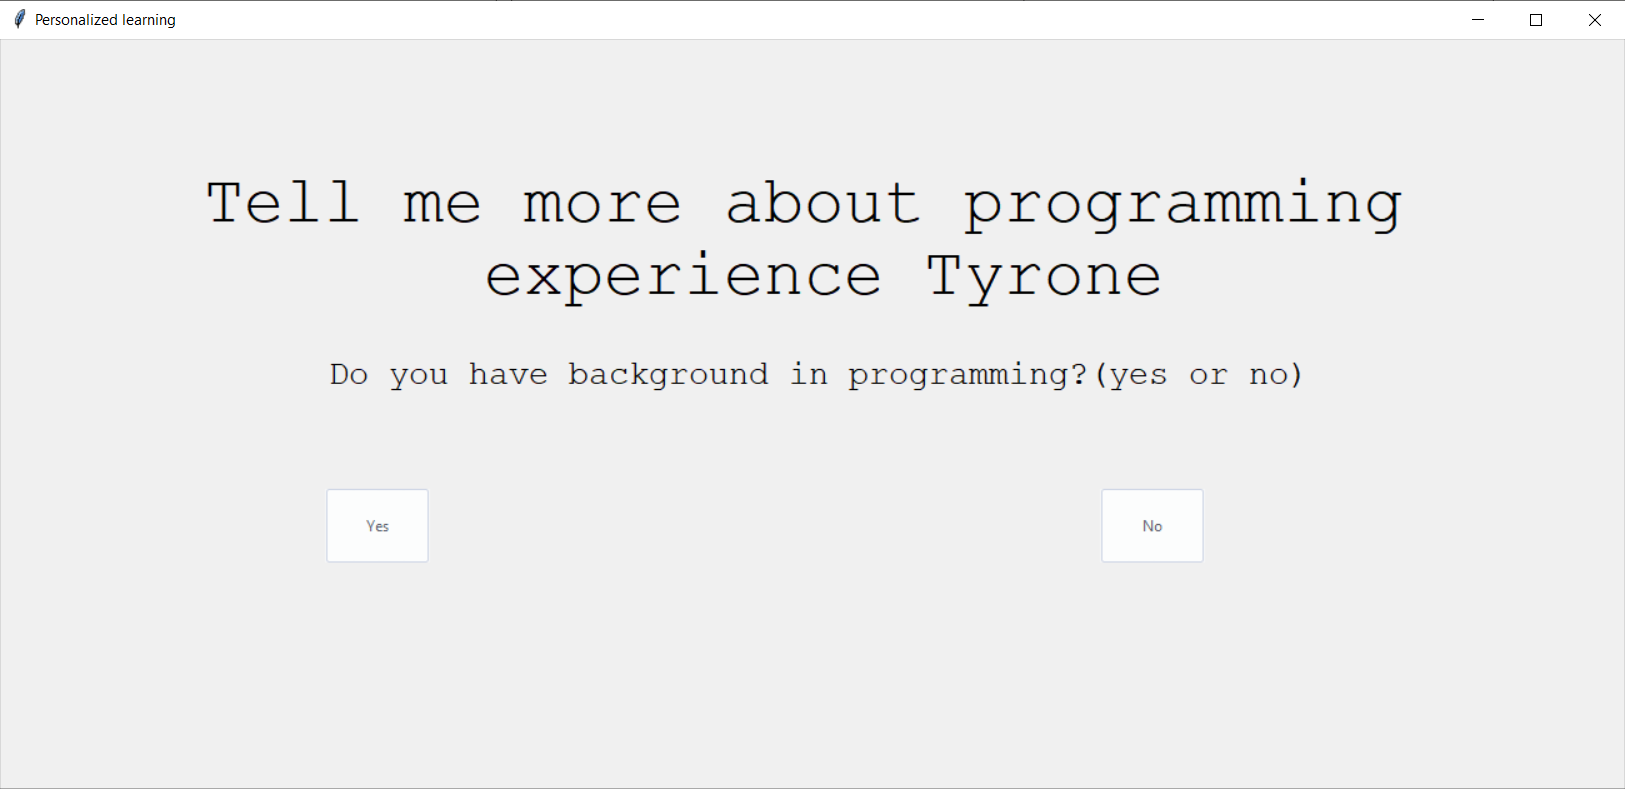 Personalized learning
Tell me more about programming
experience Tyrone
Do you have background in programming?(yes or no)
Yes
No